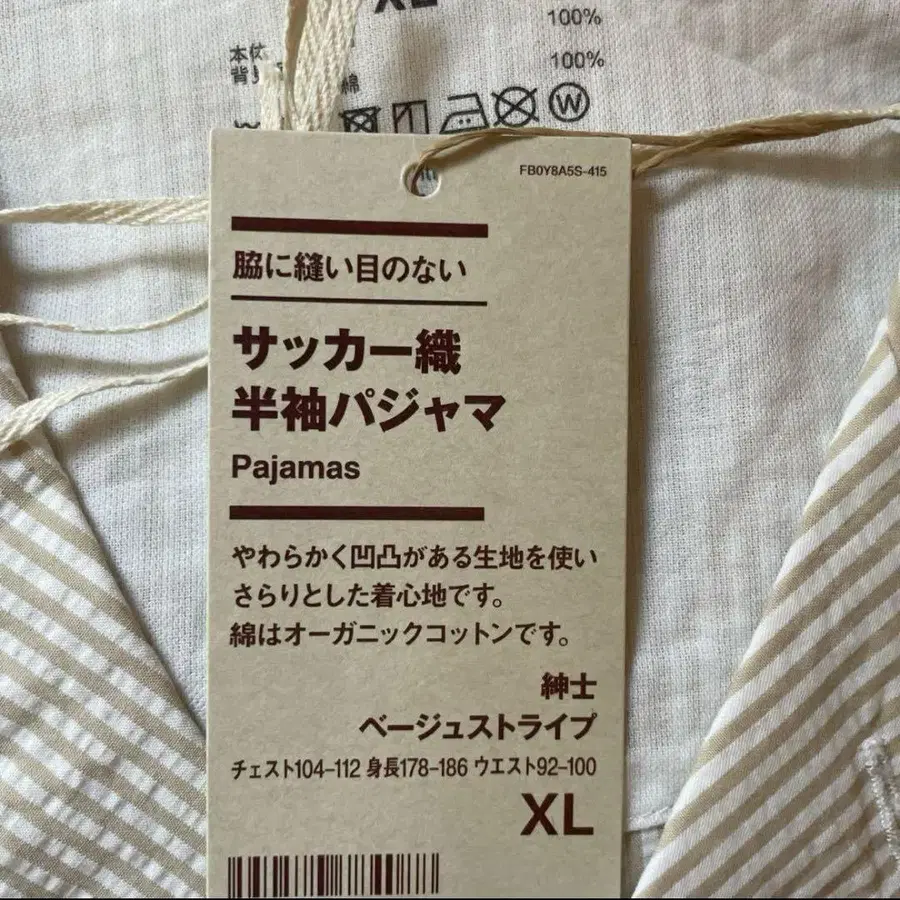 XL
100%
本体
綿
100%
W
FB0Y8A5S-415
脇に縫い目のない
サッカー織
半袖パジャマ
Pajamas
やわらかく凹凸がある生地を使い
さらりとした着心地です。
綿はオーガニックコットンです。
紳士
ベージュストライプ
チェスト104–112 身長178–186 ウエスト92–100
XL